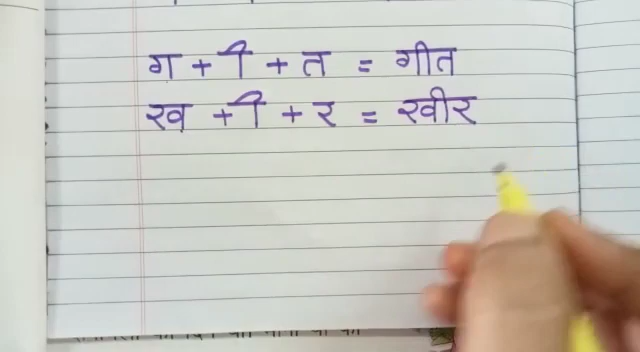 ग + ी + त = गीत
ख + ी + र = खीर